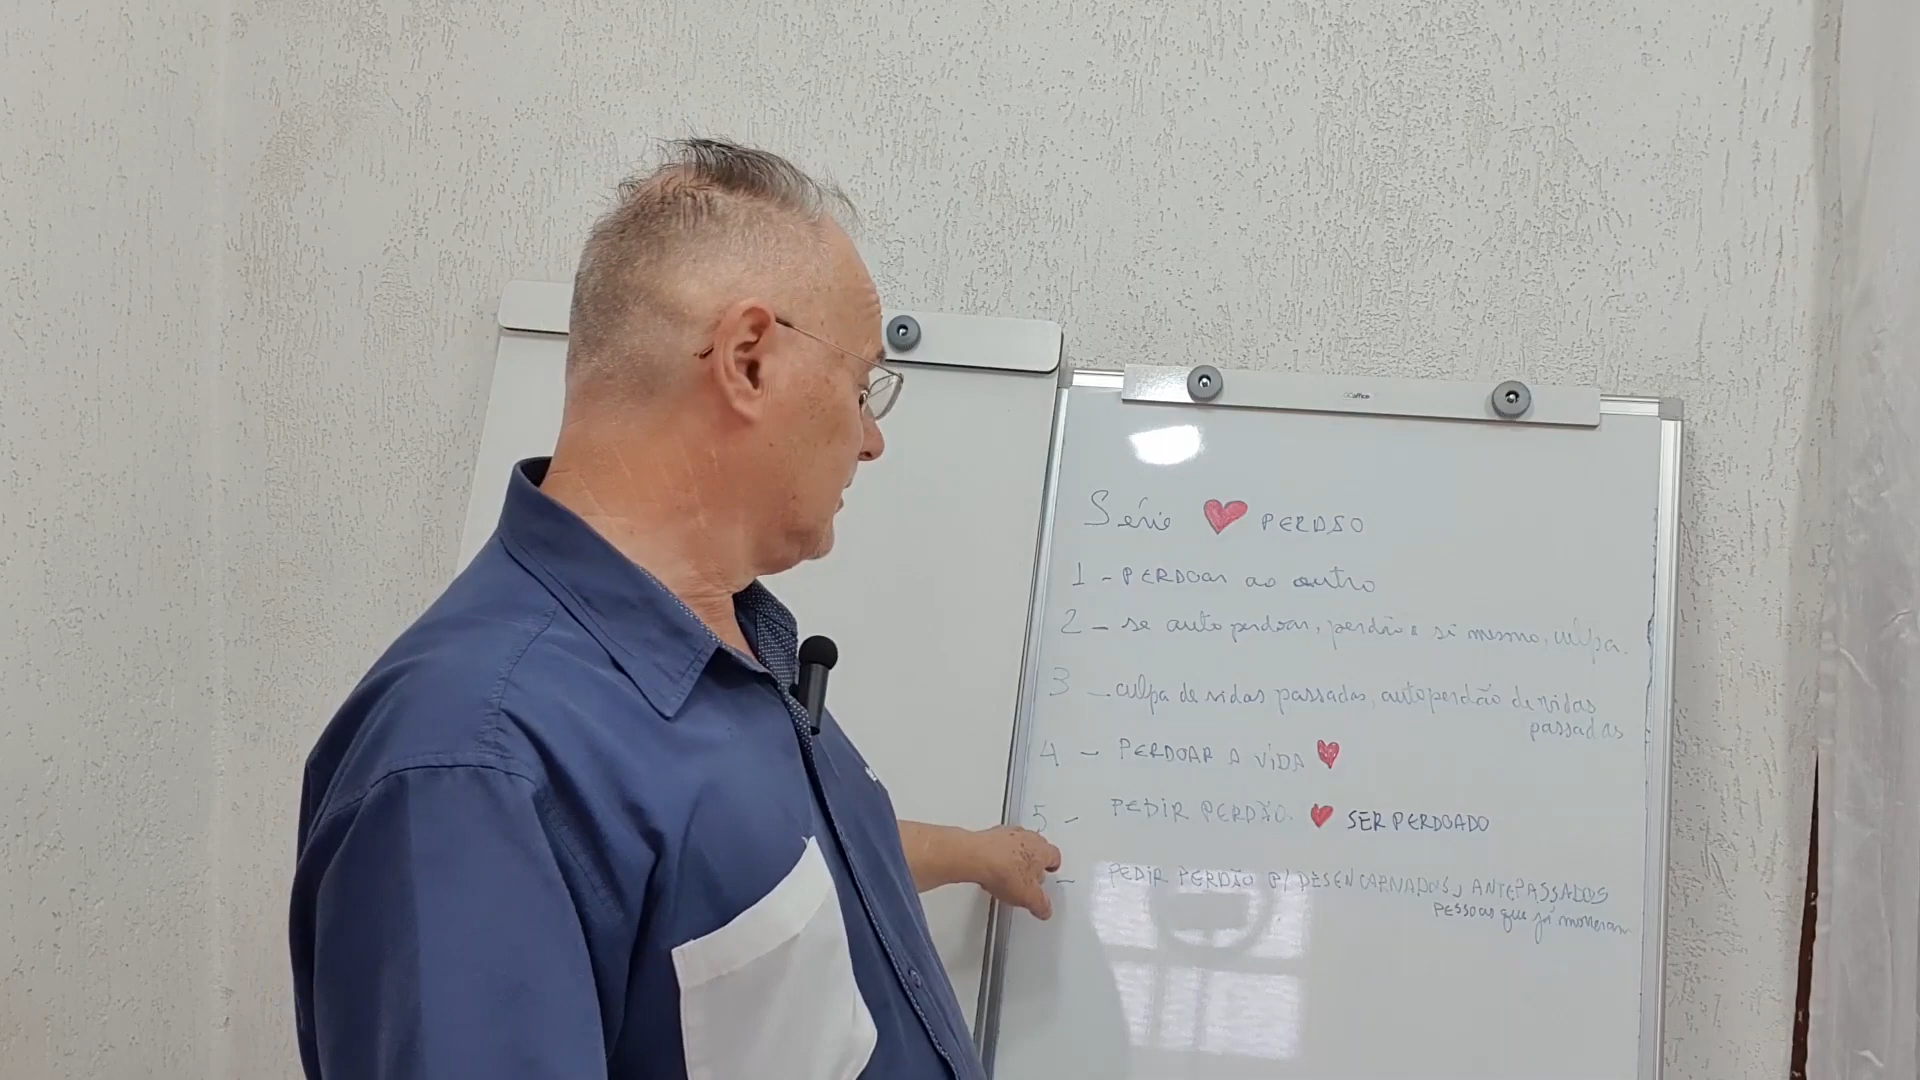 GCoffice
Série ❤ PERDÃO
1 - PERDOAR ao outro
2 - se auto perdoar, perdão a si mesmo, culpa.
3 - culpa de vidas passadas, autoperdão de vidas
passadas
4 - PERDOAR A VIDA ❤
5 - PEDIR PERDÃO. ❤ SER PERDOADO
- PEDIR PERDÃO P/ DESENCARNADOS, ANTEPASSADOS
PESSOAS que já morreram